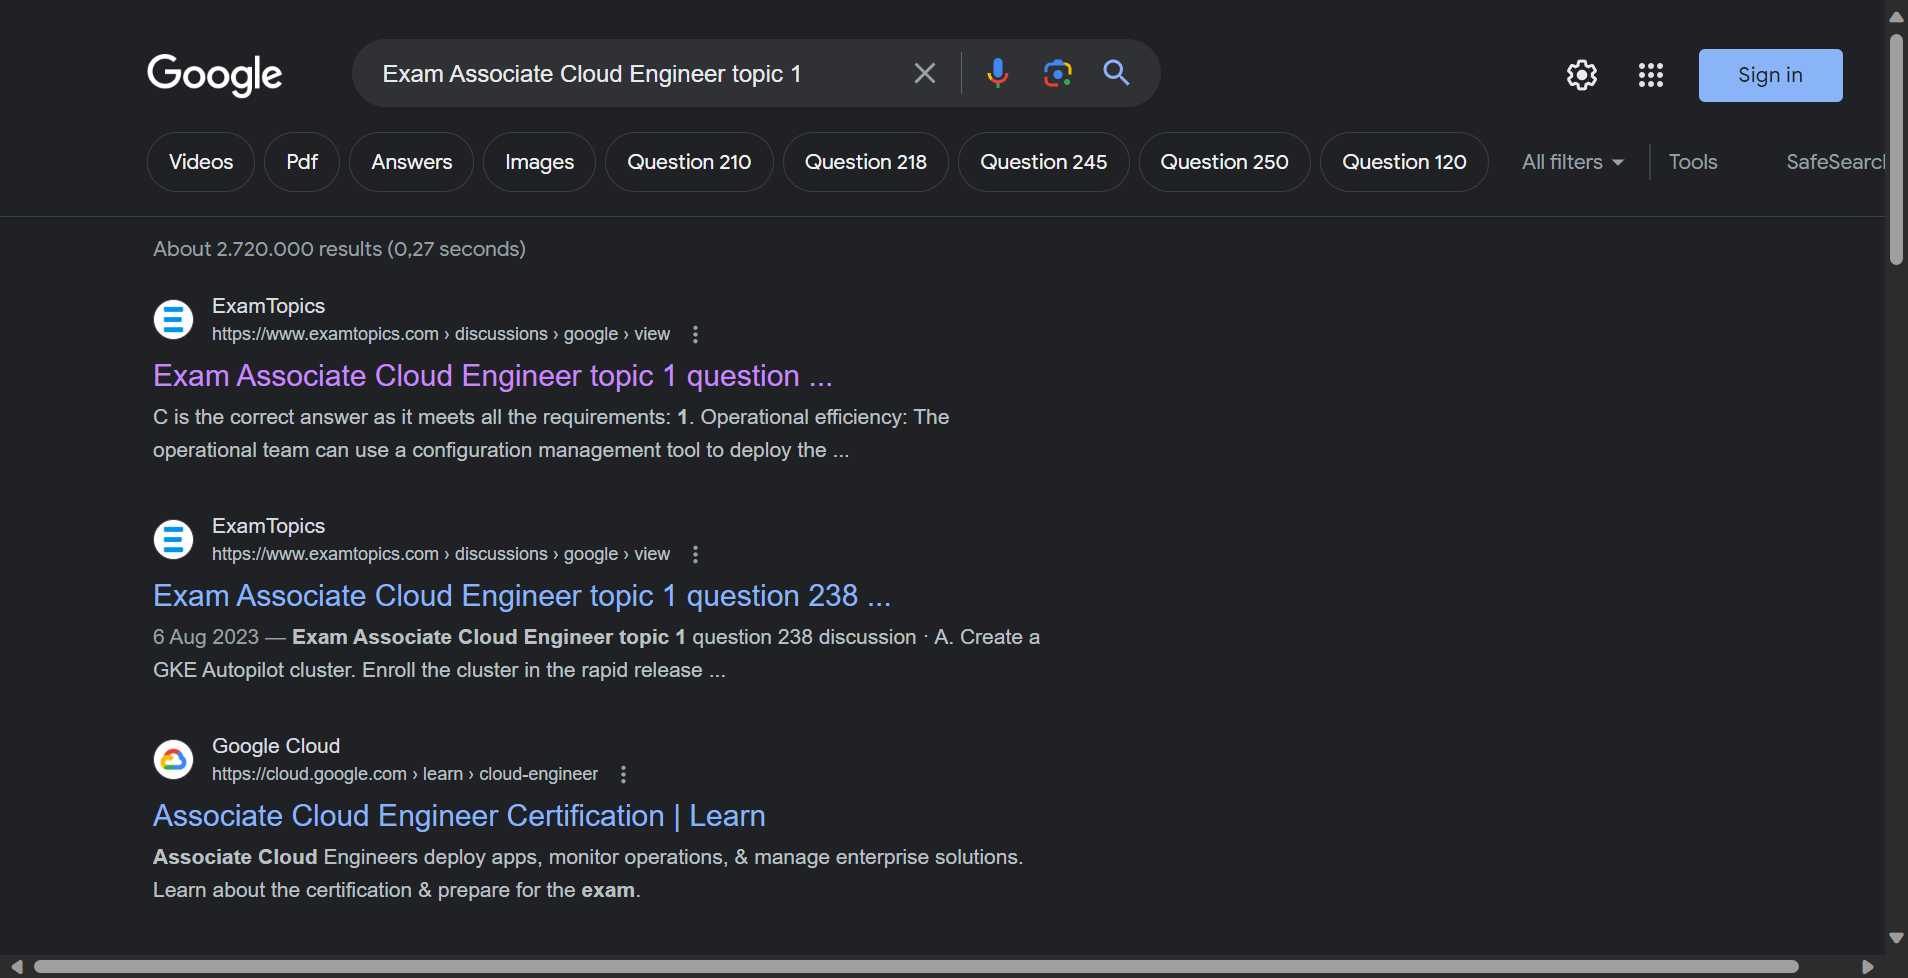 Google
Exam Associate Cloud Engineer topic 1
Sign in
Videos
Pdf
Answers
Images
Question 210
Question 218
Question 245
Question 250
Question 120
All filters
Tools
SafeSearch
About 2.720.000 results (0,27 seconds)
ExamTopics
https://www.examtopics.com › discussions › google › view
Exam Associate Cloud Engineer topic 1 question ...
C is the correct answer as it meets all the requirements: 1. Operational efficiency: The
operational team can use a configuration management tool to deploy the ...
ExamTopics
https://www.examtopics.com › discussions › google › view
Exam Associate Cloud Engineer topic 1 question 238 ...
6 Aug 2023 — Exam Associate Cloud Engineer topic 1 question 238 discussion · A. Create a
GKE Autopilot cluster. Enroll the cluster in the rapid release ...
Google Cloud
https://cloud.google.com › learn › cloud-engineer
Associate Cloud Engineer Certification | Learn
Associate Cloud Engineers deploy apps, monitor operations, & manage enterprise solutions.
Learn about the certification & prepare for the exam.